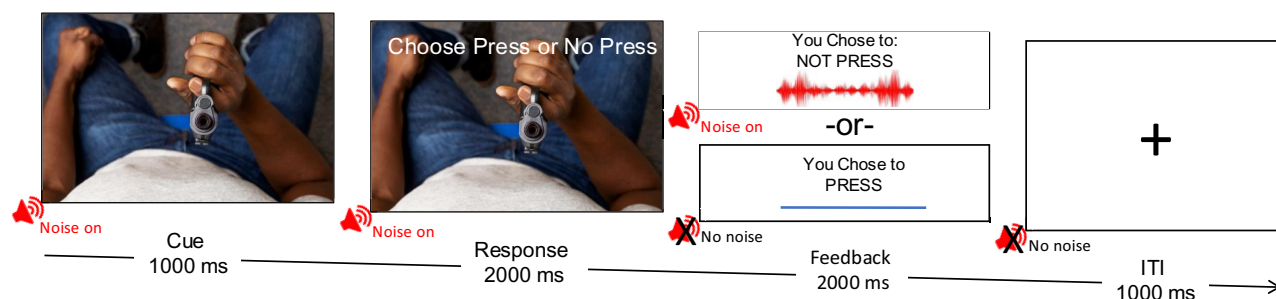 Noise on
Cue
1000 ms
Choose Press or No Press
Noise on
Response
2000 ms
You Chose to:
NOT PRESS
Noise on
-or-
You Chose to
PRESS
No noise
Feedback
2000 ms
No noise
ITI
1000 ms